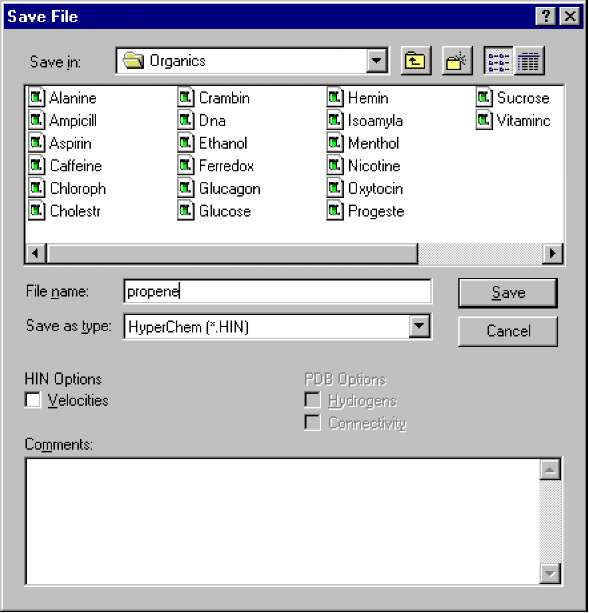 Save File
Save in: Organics
Alanine Crambin Hemin Sucrose
Ampicill Dna Isoamyla Vitaminc
Aspirin Ethanol Menthol
Caffeine Ferredox Nicotine
Chloroph Glucagon Oxytocin
Cholestr Glucose Progeste
File name: propene Save
Save as type: HyperChem (*.HIN) Cancel
HIN Options PDB Options
Velocities Hydrogens
Connectivity
Comments: